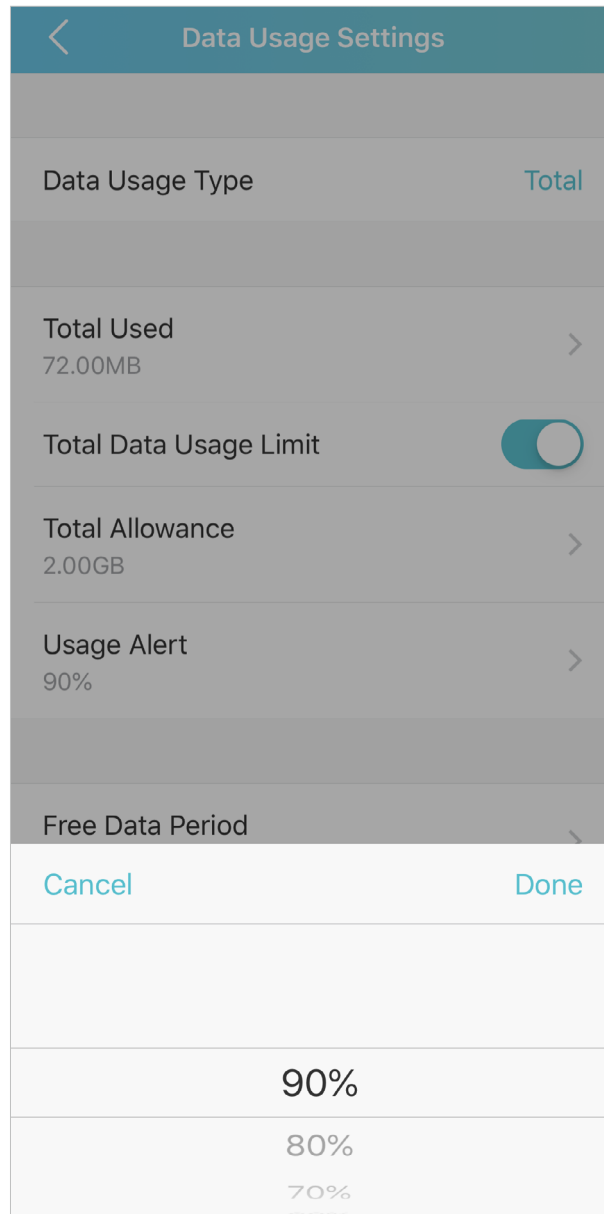 Data Usage Settings
Data Usage Type Total
Total Used
72.00MB
Total Data Usage Limit
Total Allowance
2.00GB
Usage Alert
90%
Free Data Period
Cancel Done
90%
80%
70%